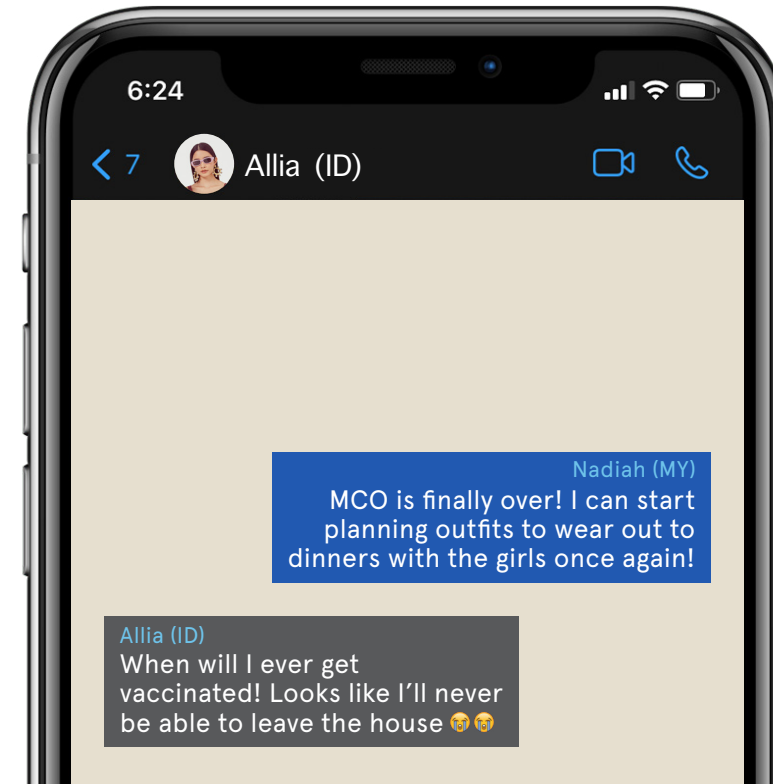 6:24
7 Allia (ID)
Nadiah (MY)
MCO is finally over! I can start
planning outfits to wear out to
dinners with the girls once again!
Allia (ID)
When will I ever get
vaccinated! Looks like I’ll never
be able to leave the house 😭😭